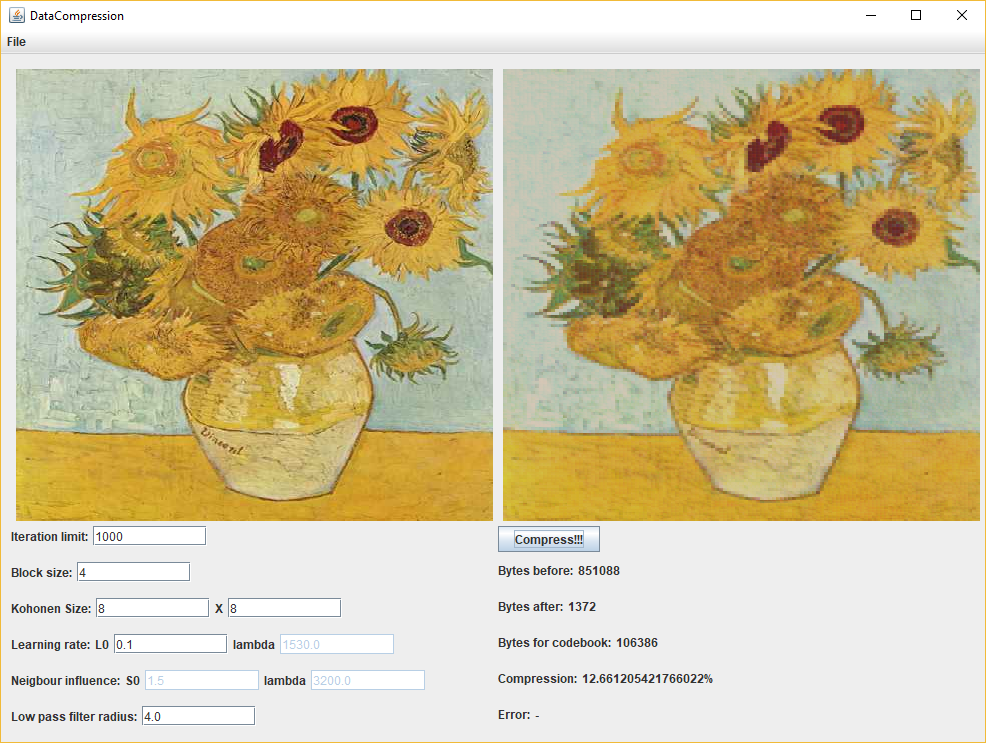 DataCompression
File
Vincent
Iteration limit: 1000
Block size: 4
Kohonen Size: 8 X 8
Learning rate: L0 0.1 lambda 1530.0
Neigbour influence: S0 1.5 lambda 3200.0
Low pass filter radius: 4.0
Compress!!!
Bytes before: 851088
Bytes after: 1372
Bytes for codebook: 106386
Compression: 12.661205421766022%
Error: -